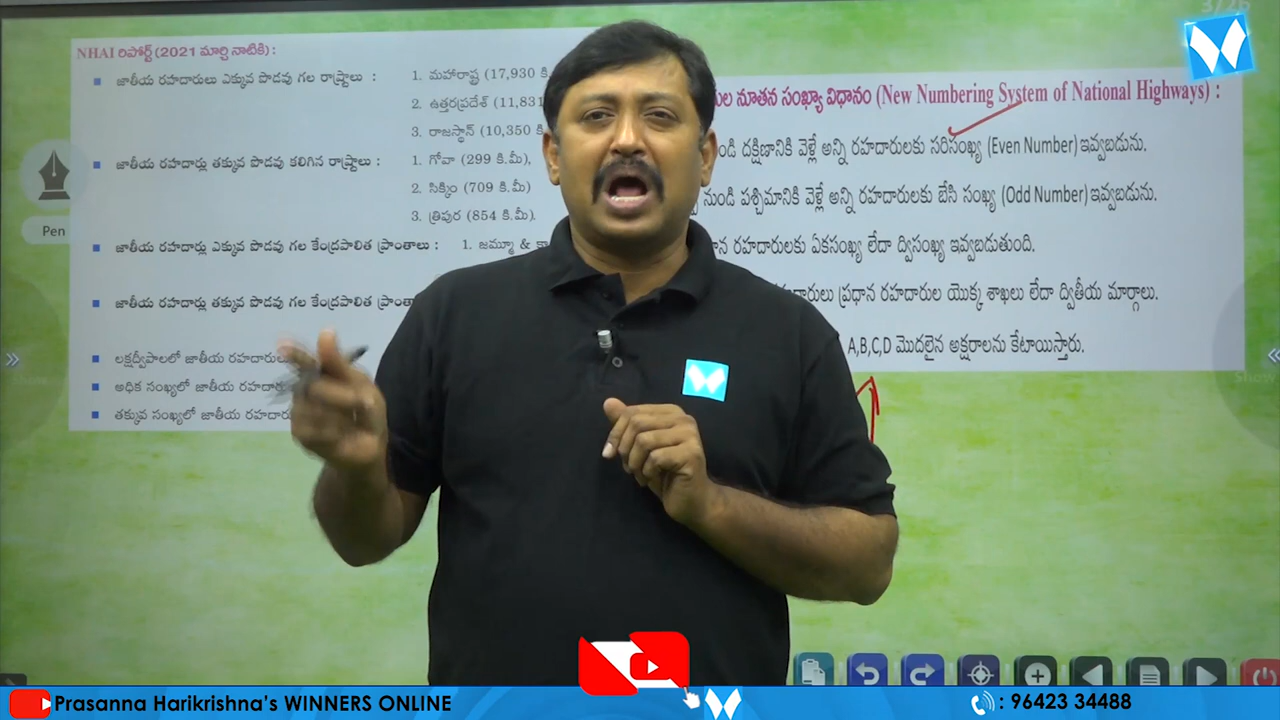 3/26
NHAI రిపోర్ట్ (2021 మార్చి నాటికి) :
జాతీయ రహదారులు ఎక్కువ పొడవు గల రాష్ట్రాలు :
1. మహారాష్ట్ర (17,930 కి.
2. ఉత్తరప్రదేశ్ (11,831
3. రాజస్థాన్ (10,350 కి.
జాతీయ రహదార్లు తక్కువ పొడవు కలిగిన రాష్ట్రాలు :
1. గోవా (299 కి.మీ),
2. సిక్కిం (709 కి.మీ)
3. త్రిపుర (854 కి.మీ).
జాతీయ రహదార్లు ఎక్కువ పొడవు గల కేంద్రపాలిత ప్రాంతాలు : 1. జమ్మూ &
జాతీయ రహదార్లు తక్కువ పొడవు గల కేంద్రపాలిత
లక్షద్వీపాలలో జాతీయ రహదారులు
అధిక సంఖ్యలో జాతీయ
తక్కువ సంఖ్యలో జాతీయ
నూతన సంఖ్యా విధానం (New Numbering System of National Highways) :
దక్షిణానికి వెళ్లే అన్ని రహదారులకు సరిసంఖ్య (Even Number) ఇవ్వబడును.
నుండి పశ్చిమానికి వెళ్లే అన్ని రహదారులకు బేసి సంఖ్య (Odd Number) ఇవ్వబడును.
రహదారులకు ఏకసంఖ్య లేదా ద్విసంఖ్య ఇవ్వబడుతుంది.
ప్రధాన రహదారుల యొక్క శాఖలు లేదా ద్వితీయ మార్గాలు.
A,B,C,D మొదలైన అక్షరాలను కేటాయిస్తారు.
Pen
Prasanna Harikrishna's WINNERS ONLINE
: 96423 34488